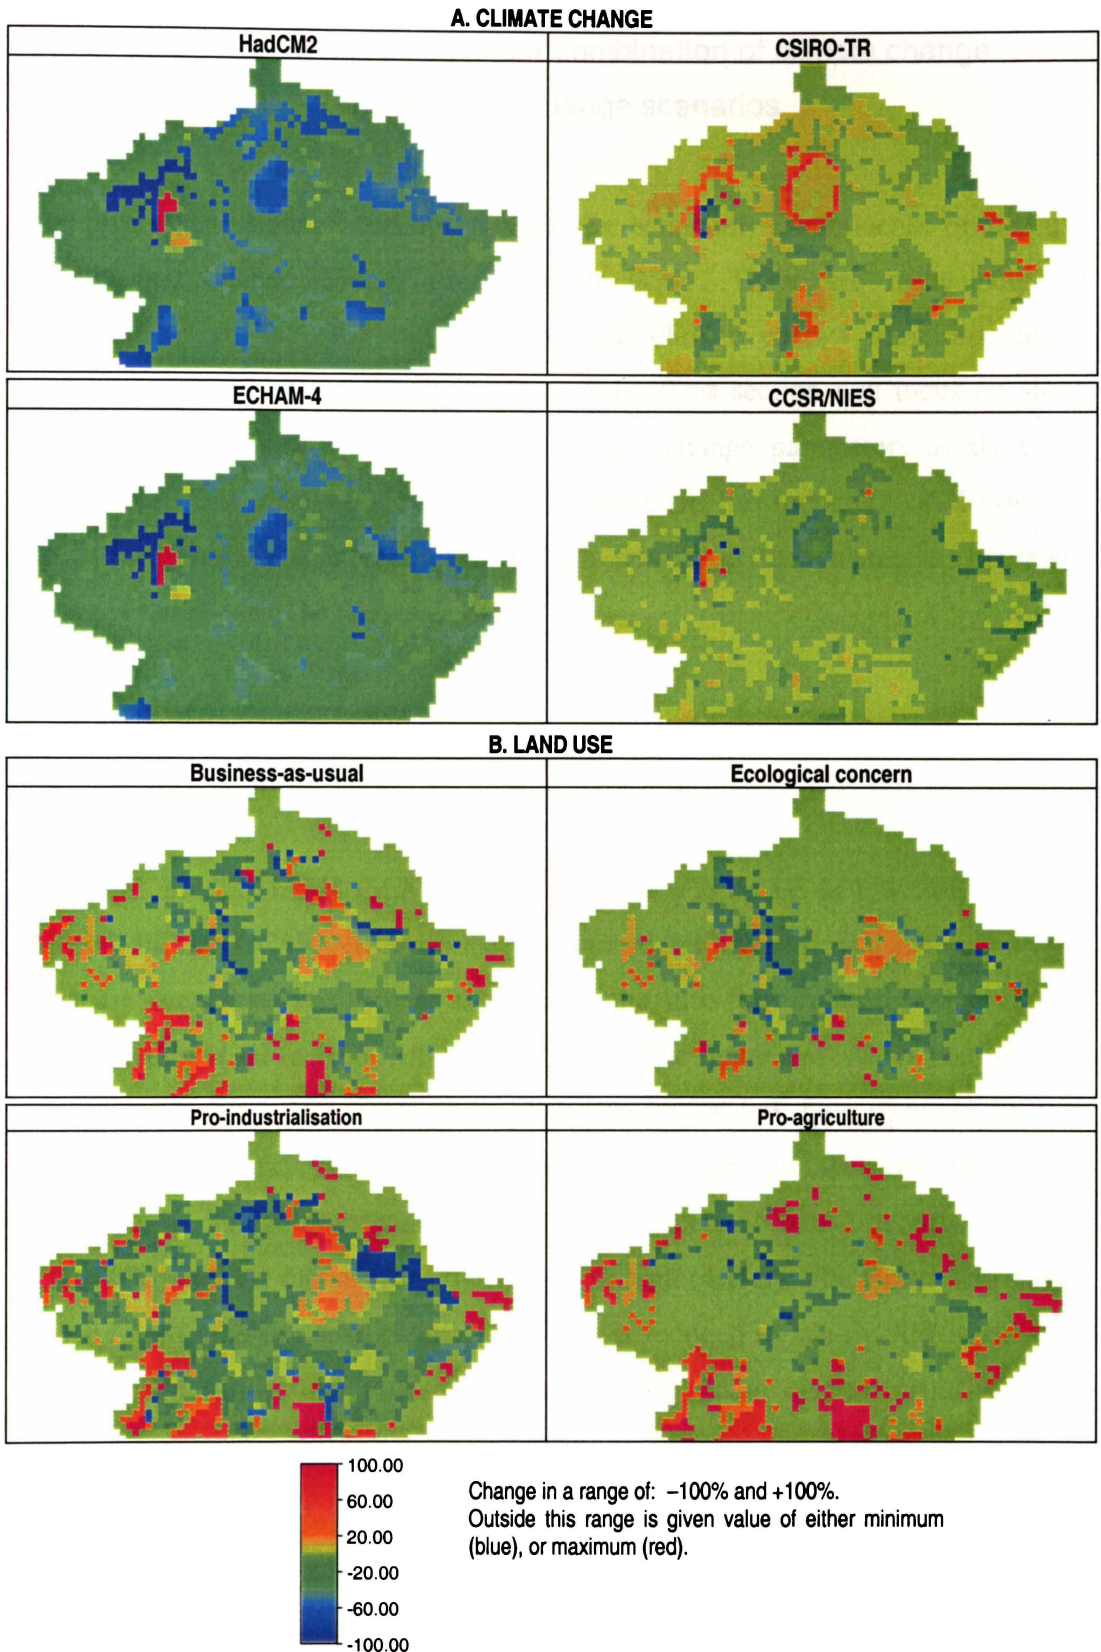 A. CLIMATE CHANGE
HadCM2
CSIRO-TR
ECHAM-4
CCSR/NIES
B. LAND USE
Business-as-usual
Ecological concern
Pro-industrialisation
Pro-agriculture
100.00
60.00
20.00
-20.00
-60.00
-100.00
Change in a range of: –100% and +100%.
Outside this range is given value of either minimum
(blue), or maximum (red).